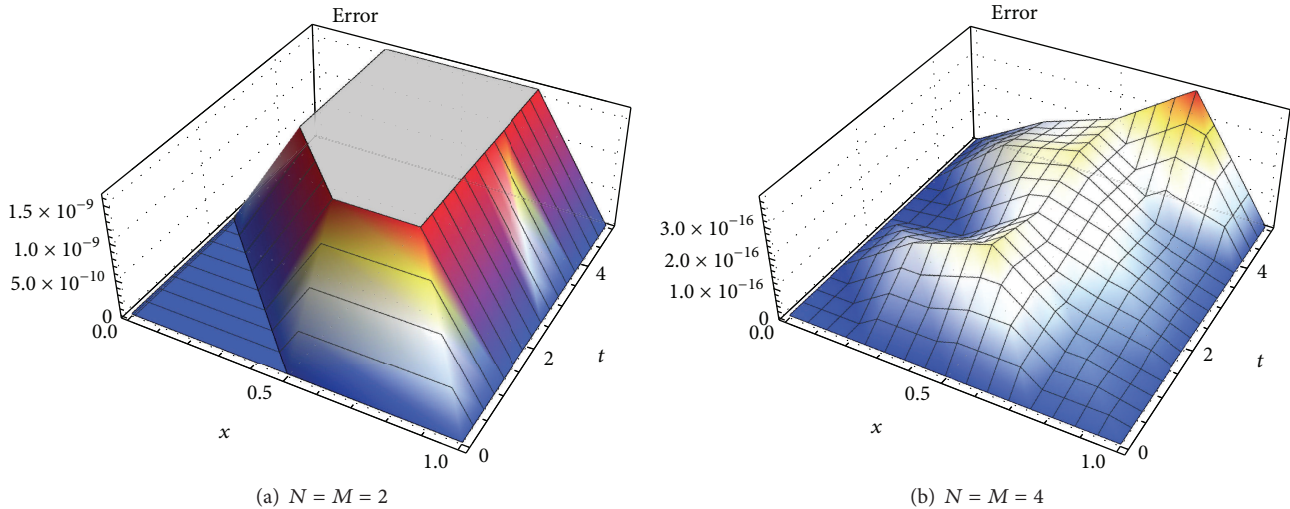 Error
1.5 × 10⁻⁹
1.0 × 10⁻⁹
5.0 × 10⁻¹⁰
0
0.0
0.5
1.0
x
0
2
4
t
(a) N = M = 2
Error
3.0 × 10⁻¹⁶
2.0 × 10⁻¹⁶
1.0 × 10⁻¹⁶
0
0.0
0.5
1.0
x
0
2
4
t
(b) N = M = 4